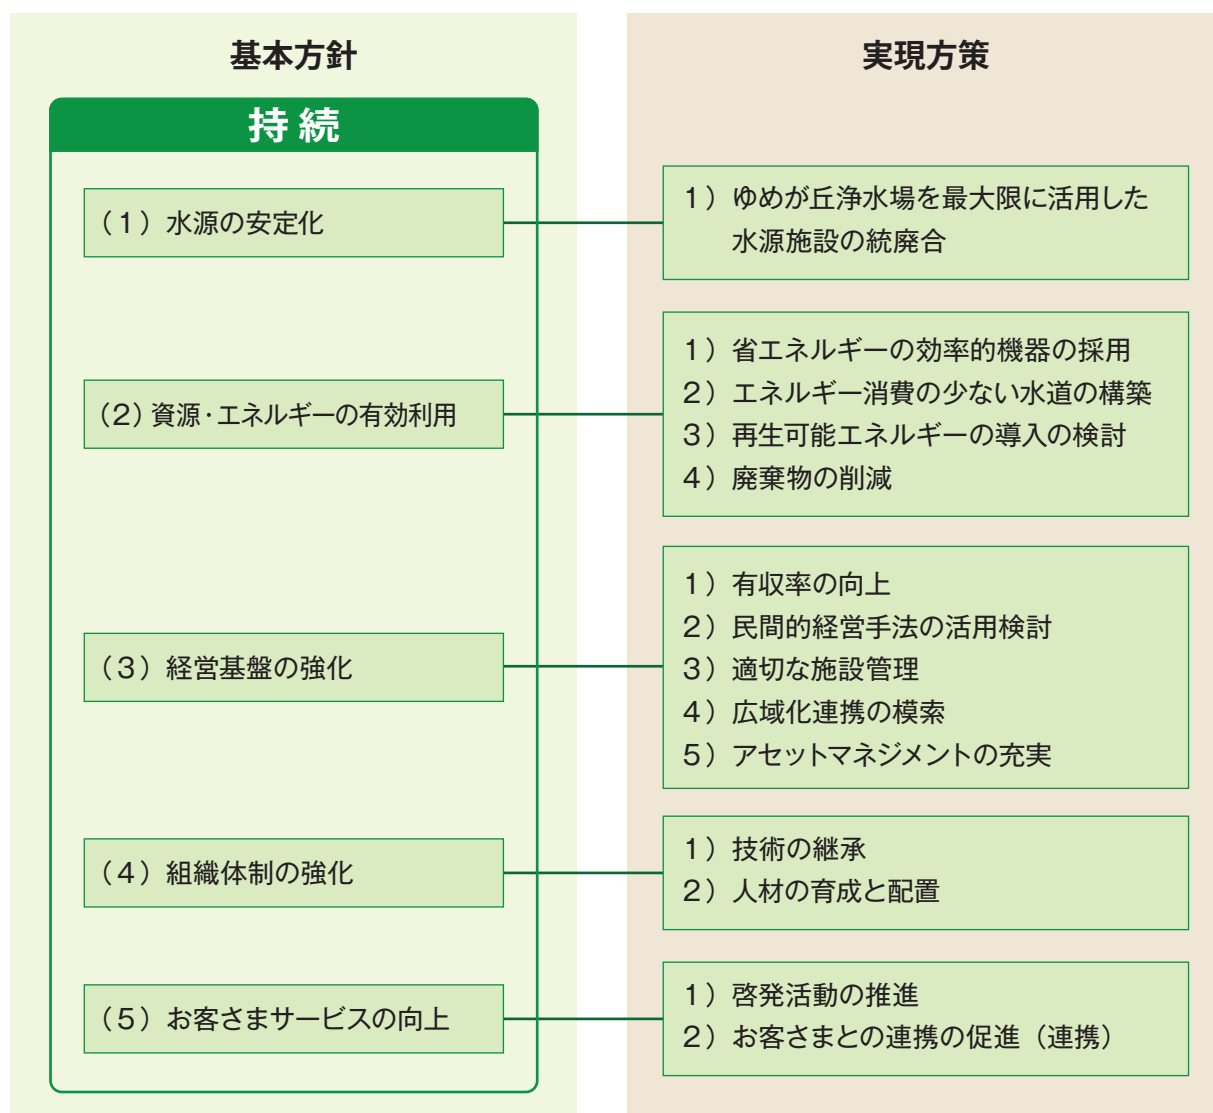 基本方針
実現方策
持続
（1）水源の安定化
1）ゆめが丘浄水場を最大限に活用した
水源施設の統廃合
（2）資源・エネルギーの有効利用
1）省エネルギーの効率的機器の採用
2）エネルギー消費の少ない水道の構築
3）再生可能エネルギーの導入の検討
4）廃棄物の削減
（3）経営基盤の強化
1）有収率の向上
2）民間的経営手法の活用検討
3）適切な施設管理
4）広域化連携の模索
5）アセットマネジメントの充実
（4）組織体制の強化
1）技術の継承
2）人材の育成と配置
（5）お客さまサービスの向上
1）啓発活動の推進
2）お客さまとの連携の促進（連携）